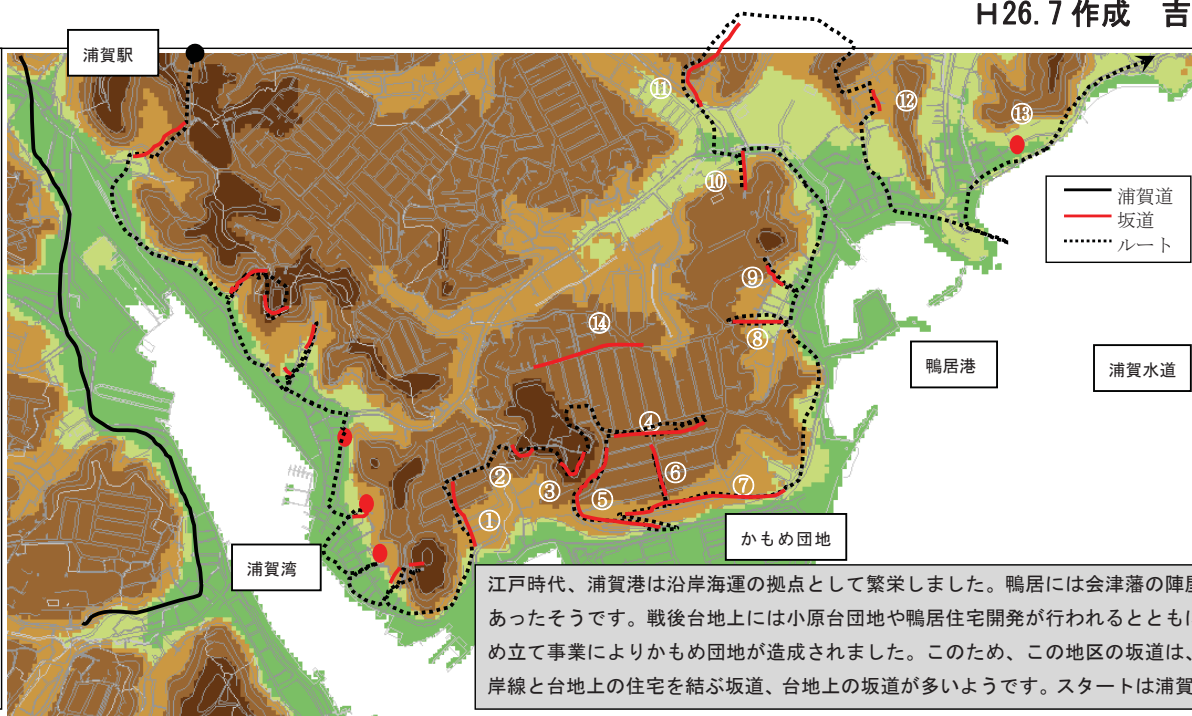 H26.7作成 吉
浦賀駅
⑪
⑫
⑬
浦賀道
坂道
ルート
⑩
⑨
⑭
⑧
鴨居港
浦賀水道
④
②
⑥
③
⑦
⑤
①
かもめ団地
浦賀湾
江戸時代、浦賀港は沿岸海運の拠点として繁栄しました。鴨居には会津藩の陣屋
あったそうです。戦後台地上には小原台団地や鴨居住宅開発が行われるとともに
め立て事業によりかもめ団地が造成されました。このため、この地区の坂道は、
岸線と台地上の住宅を結ぶ坂道、台地上の坂道が多いようです。スタートは浦賀